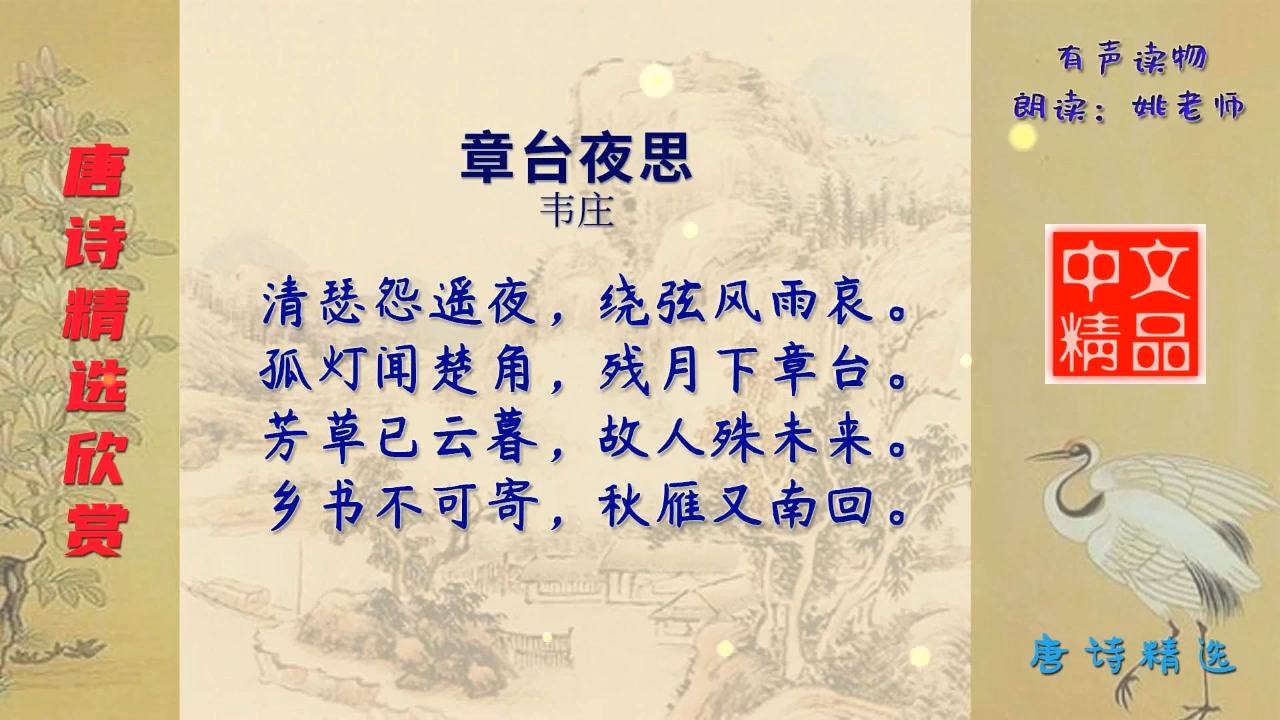 唐诗精选欣赏
章台夜思
韦庄
清瑟怨遥夜，绕弦风雨哀。
孤灯闻楚角，残月下章台。
芳草已云暮，故人殊未来。
乡书不可寄，秋雁又南回。
有声读物
朗读：姚老师
中文
精品
唐诗精选